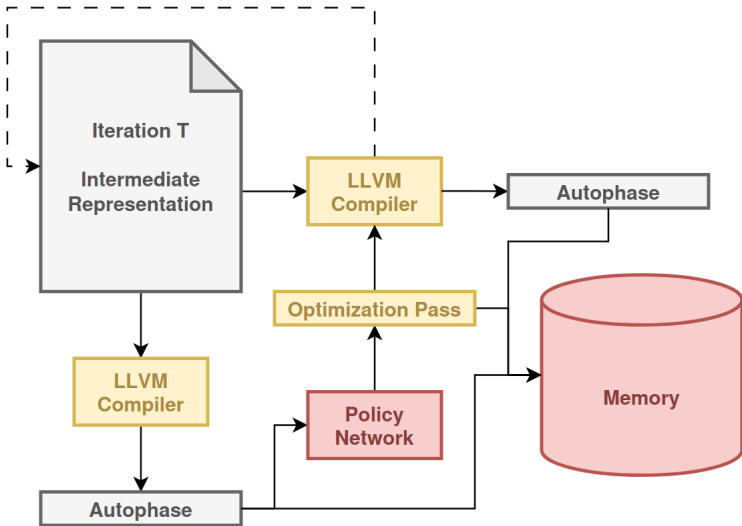 Iteration T
Intermediate
Representation
LLVM
Compiler
Autophase
Optimization Pass
LLVM
Compiler
Policy
Network
Memory
Autophase